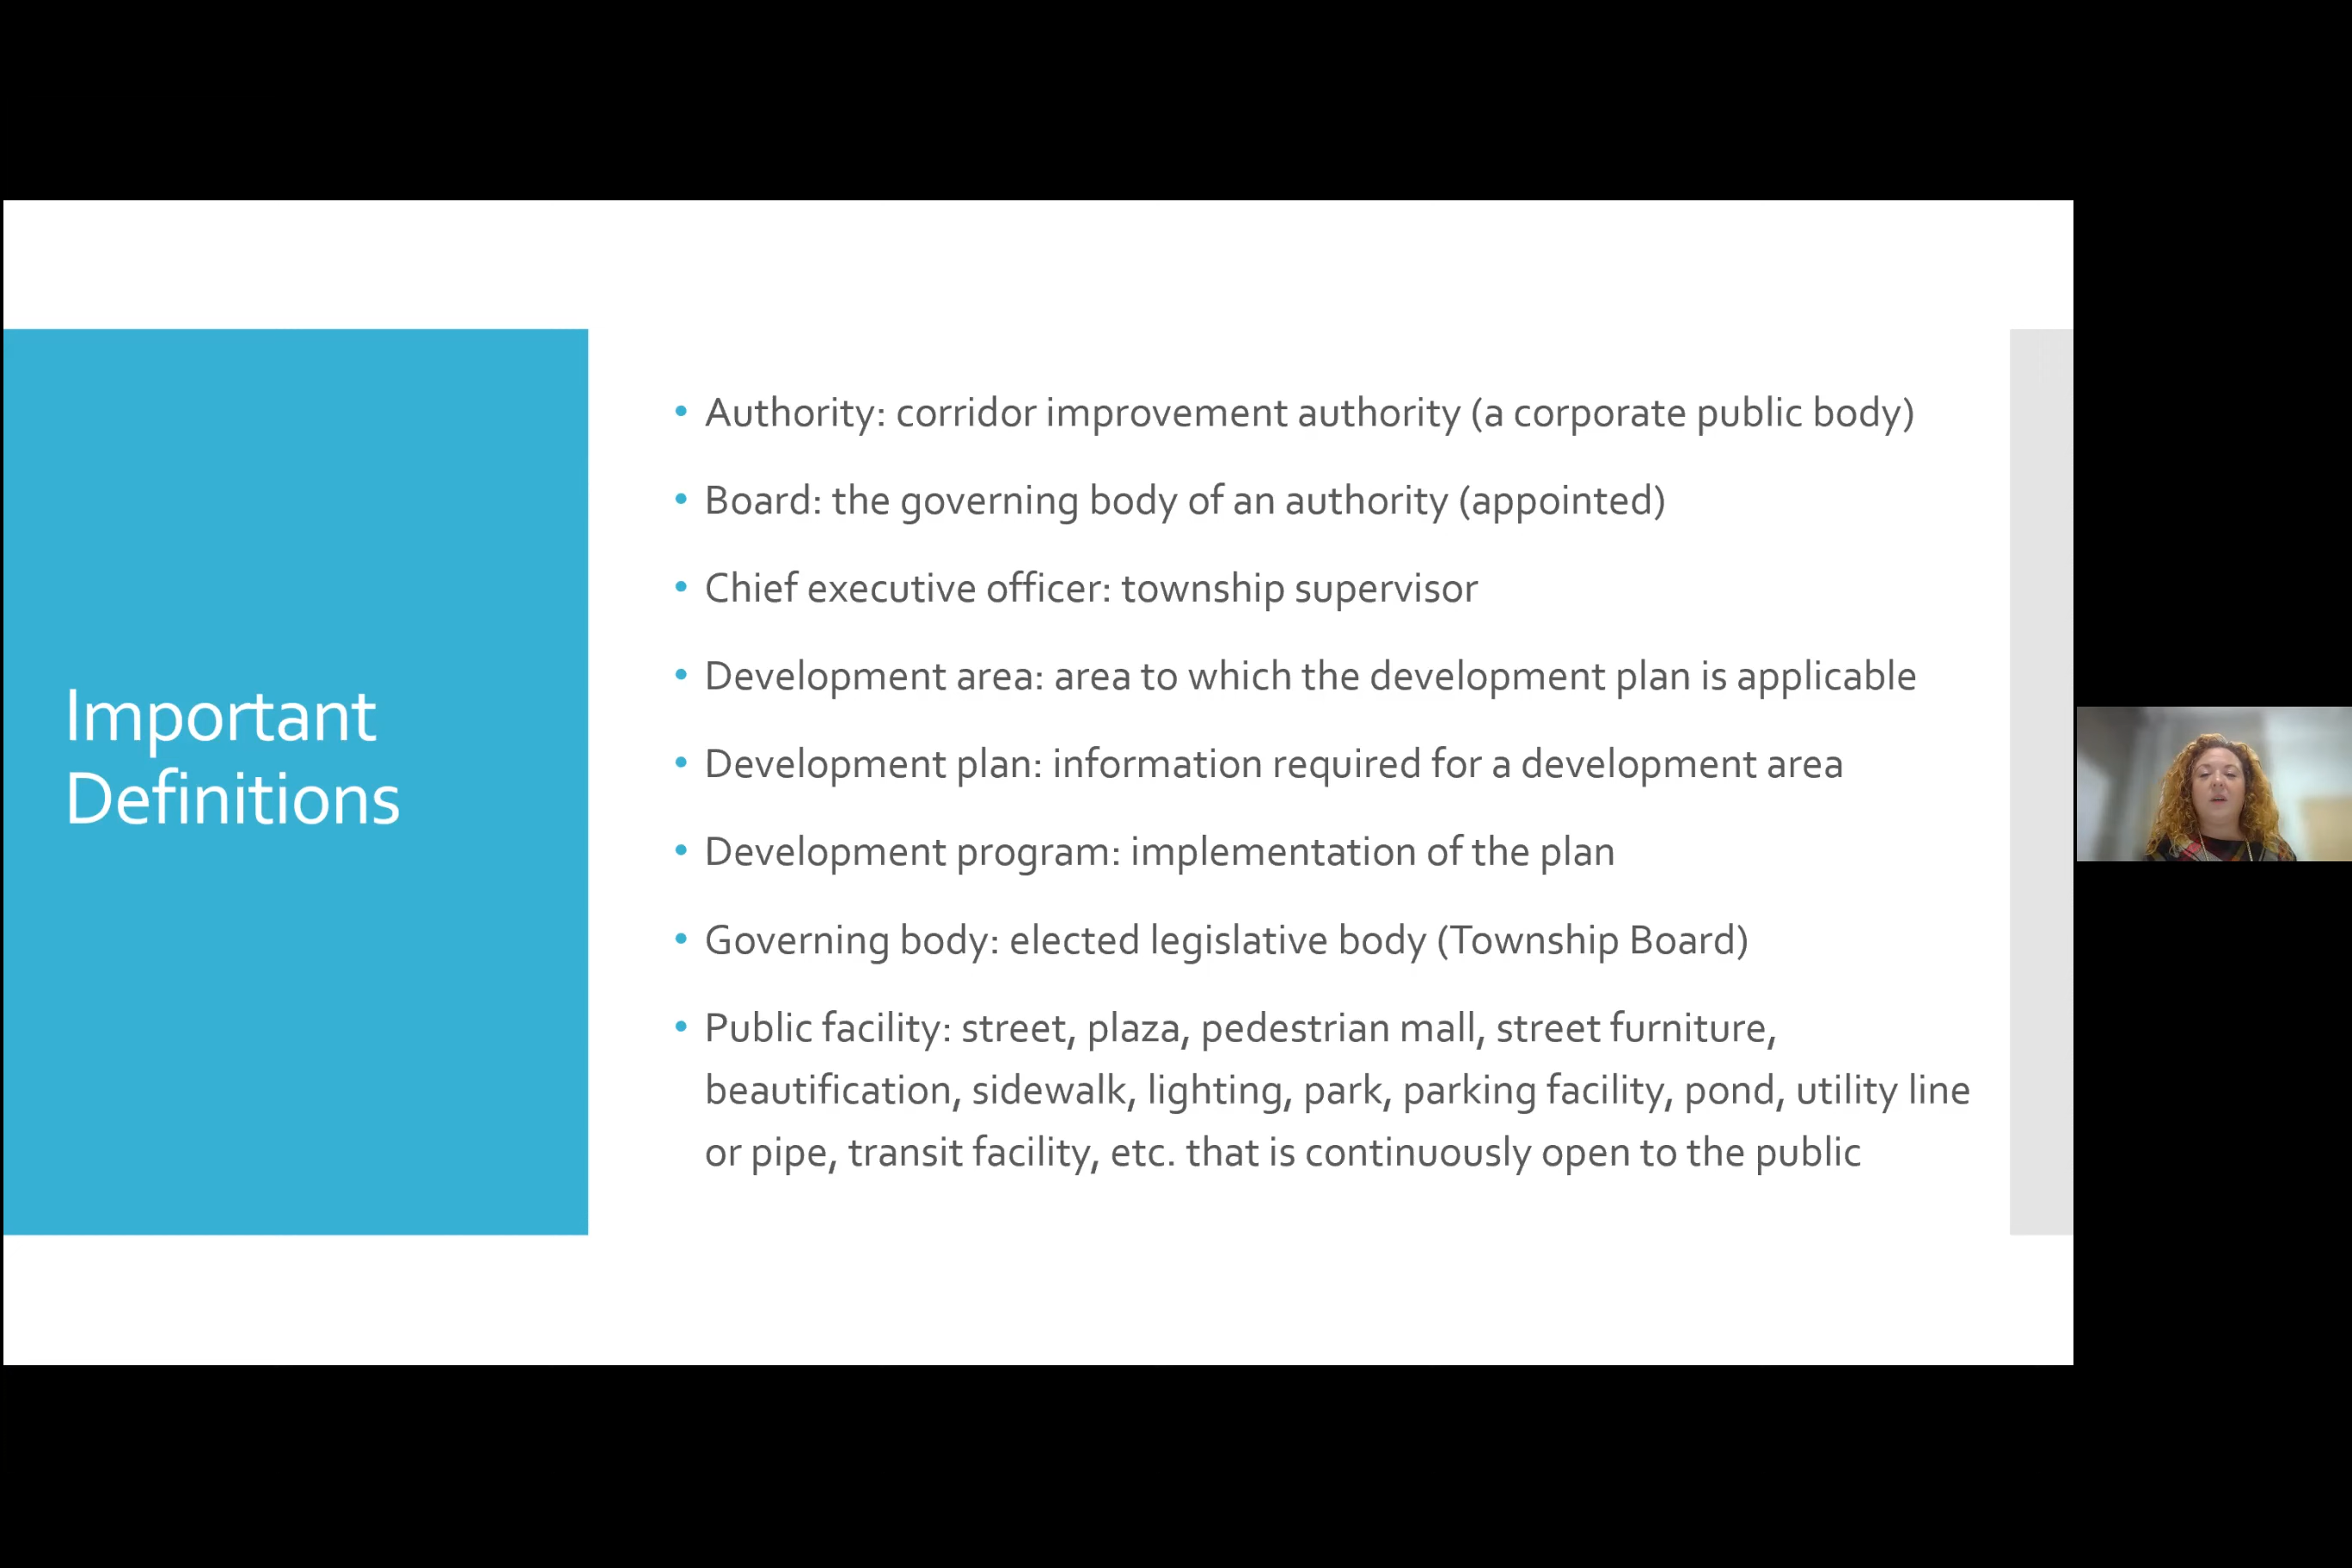 Important
Definitions
• Authority: corridor improvement authority (a corporate public body)
• Board: the governing body of an authority (appointed)
• Chief executive officer: township supervisor
• Development area: area to which the development plan is applicable
• Development plan: information required for a development area
• Development program: implementation of the plan
• Governing body: elected legislative body (Township Board)
• Public facility: street, plaza, pedestrian mall, street furniture,
beautification, sidewalk, lighting, park, parking facility, pond, utility line
or pipe, transit facility, etc. that is continuously open to the public